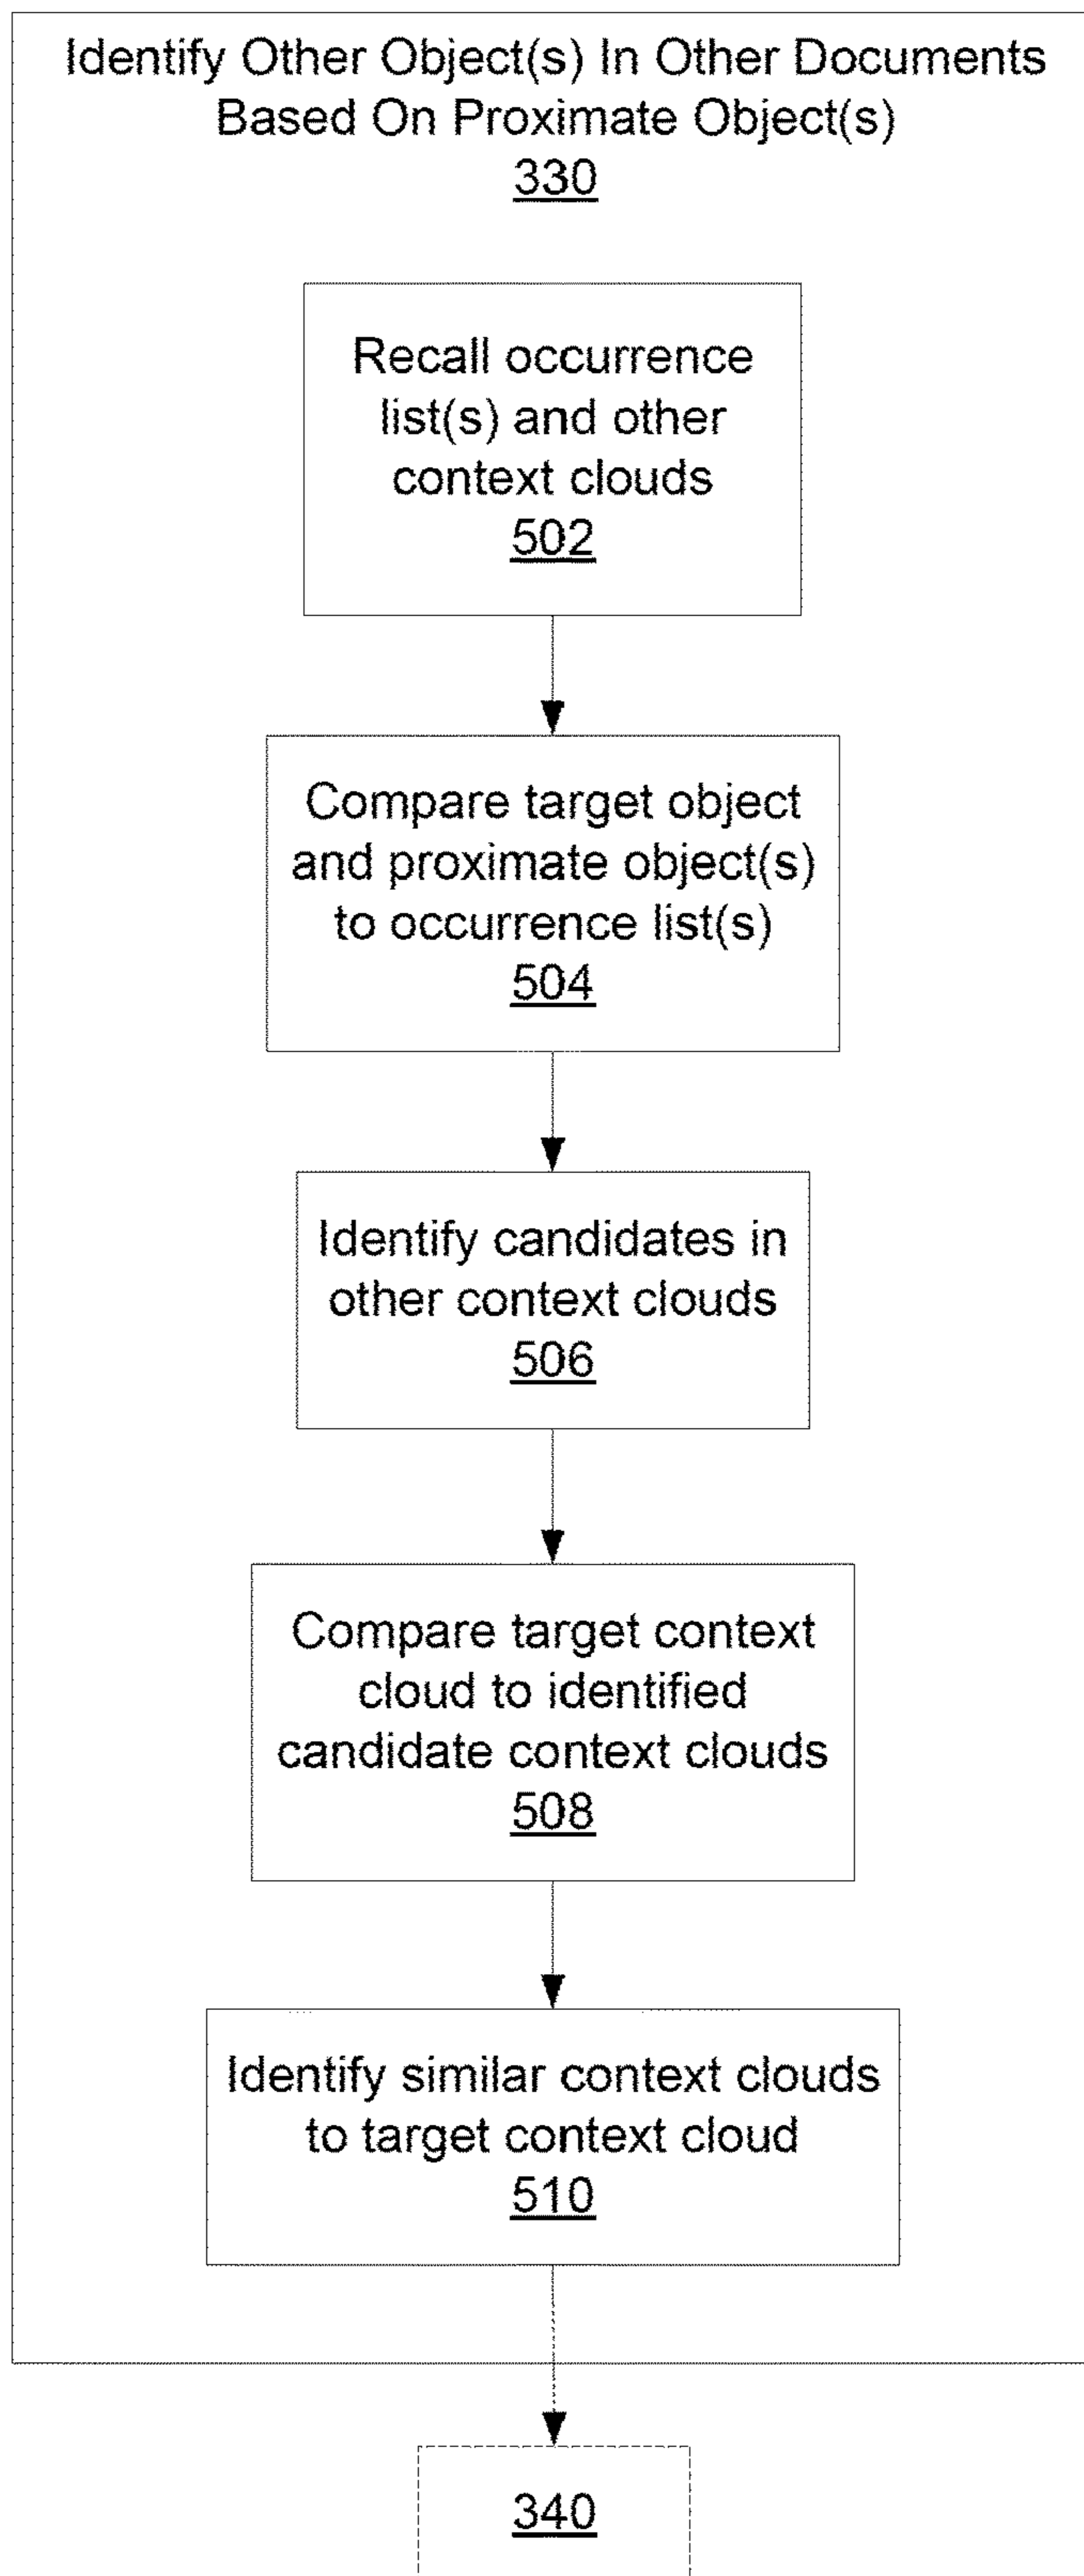 Identify Other Object(s) In Other Documents
Based On Proximate Object(s)
330
Recall occurrence
list(s) and other
context clouds
502
Compare target object
and proximate object(s)
to occurrence list(s)
504
Identify candidates in
other context clouds
506
Compare target context
cloud to identified
candidate context clouds
508
Identify similar context clouds
to target context cloud
510
340